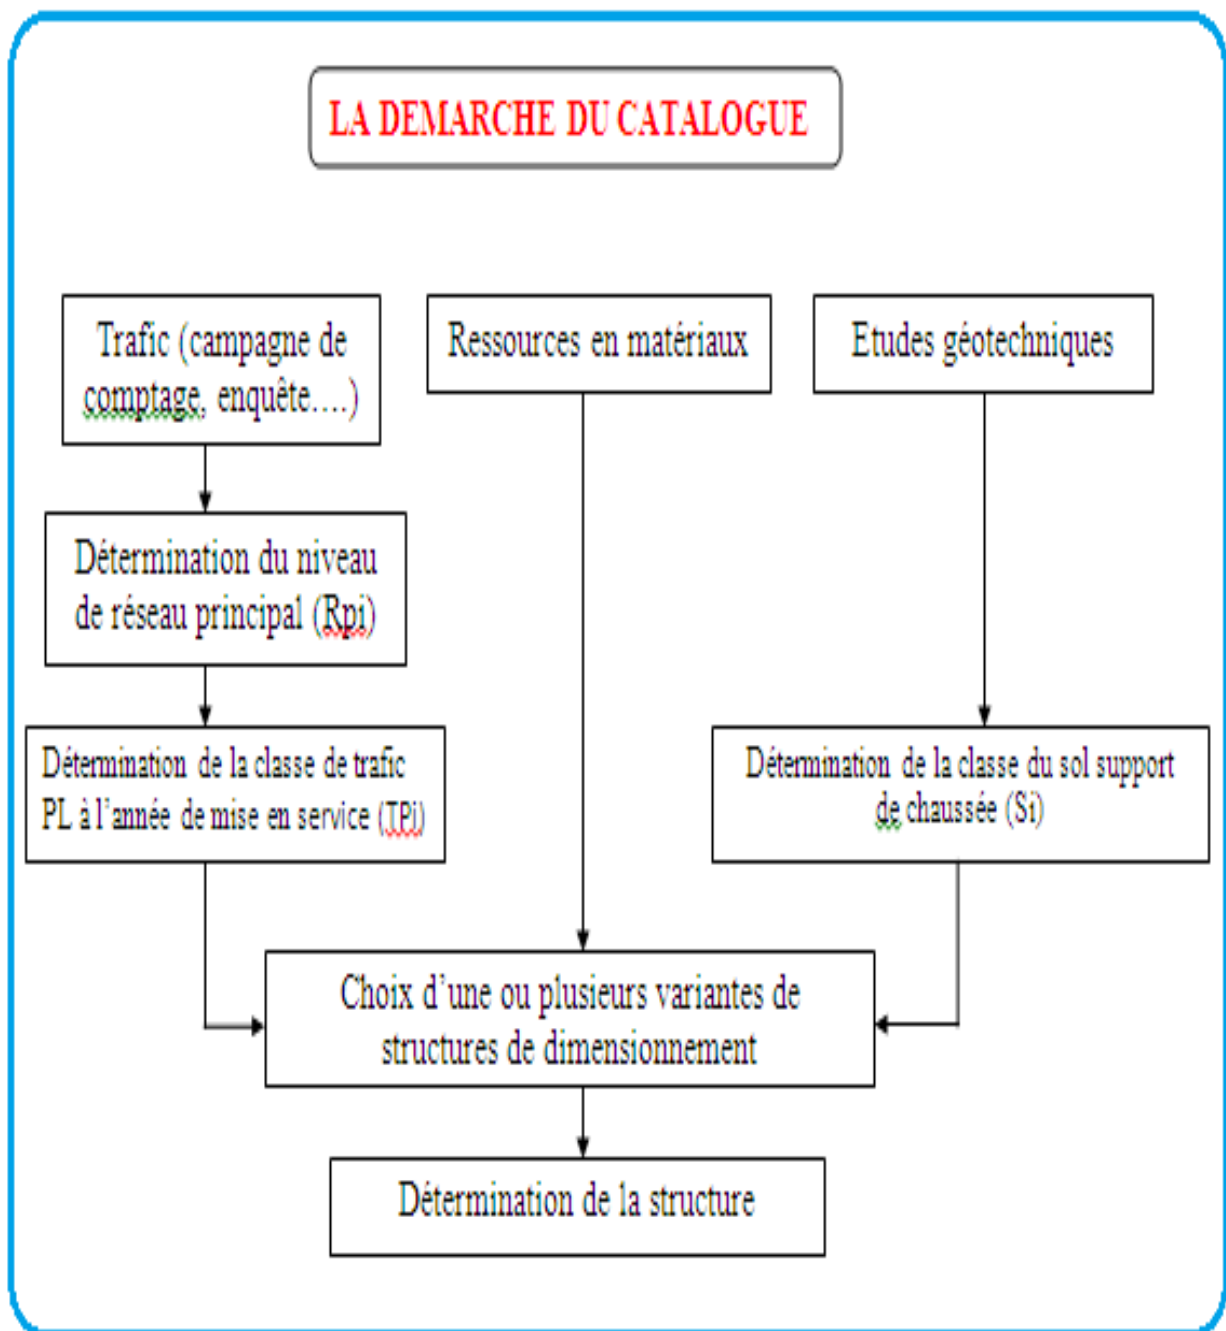 LA DEMARCHE DU CATALOGUE
Trafic (campagne de
comptage, enquête....)
Ressources en matériaux
Etudes géotechniques
Détermination du niveau
de réseau principal (Rpi)
Détermination de la classe de trafic
PL à l'année de mise en service (TPi)
Détermination de la classe du sol support
de chaussée (Si)
Choix d'une ou plusieurs variantes de
structures de dimensionnement
Détermination de la structure